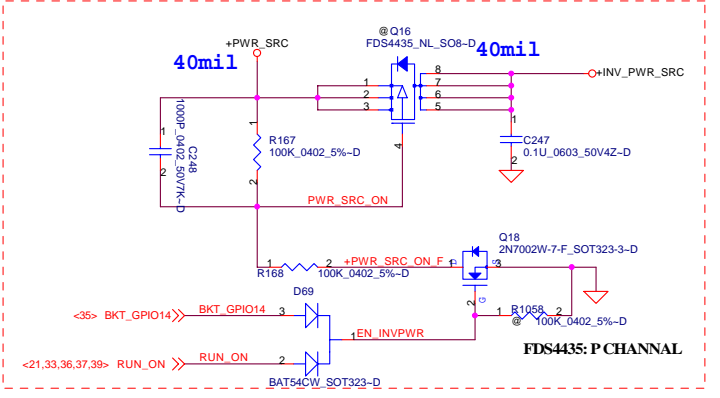 @Q16
+PWR_SRC
FDS4435_NL_SO8~D
40mil
40mil
8
+INV_PWR_SRC
1
7
2
6
3
5
1
1000P_0402_50V7K~D
C248
2
1
R167
100K_0402_5%~D
2
4
1
C247
2
0.1U_0603_50V4Z~D
PWR_SRC_ON
Q18
2N7002W-7-F_SOT323-3~D
1
R168
2
100K_0402_5%~D
+PWR_SRC_ON_F
1
D
S
3
G
2
D69
<35> BKT_GPIO14
BKT_GPIO14
3
1
R1058
2
@
100K_0402_5%~D
1
EN_INVPWR
<21,33,36,37,39> RUN_ON
RUN_ON
2
BAT54CW_SOT323~D
FDS4435: P CHANNAL